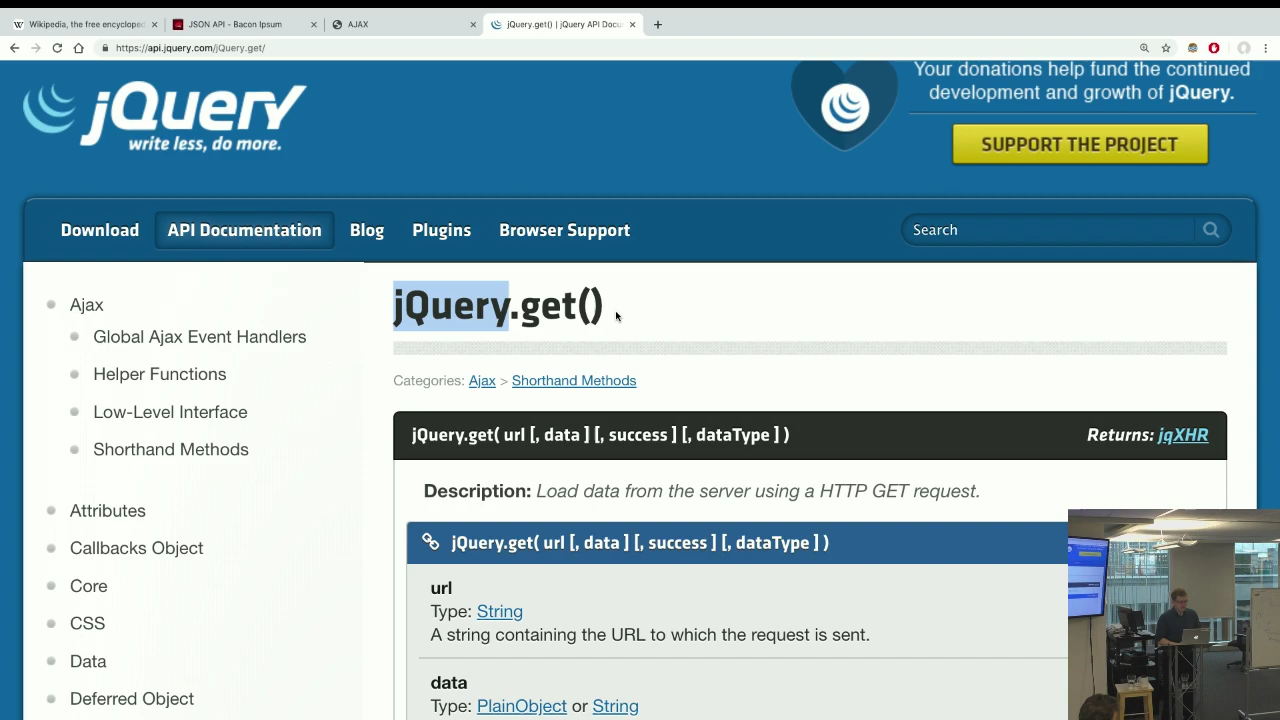 Wikipedia, the free encycloped
JSON API - Bacon Ipsum
AJAX
jQuery.get() | jQuery API Docu
https://api.jquery.com/jQuery.get/
jQuery
write less, do more.
Your donations help fund the continued
development and growth of jQuery.
SUPPORT THE PROJECT
Download
API Documentation
Blog
Plugins
Browser Support
Search
Ajax
Global Ajax Event Handlers
Helper Functions
Low-Level Interface
Shorthand Methods
Attributes
Callbacks Object
Core
CSS
Data
Deferred Object
jQuery.get()
Categories: Ajax > Shorthand Methods
jQuery.get( url [, data ] [, success ] [, dataType ] )
Returns: jqXHR
Description: Load data from the server using a HTTP GET request.
jQuery.get( url [, data ] [, success ] [, dataType ] )
url
Type: String
A string containing the URL to which the request is sent.
data
Type: PlainObject or String